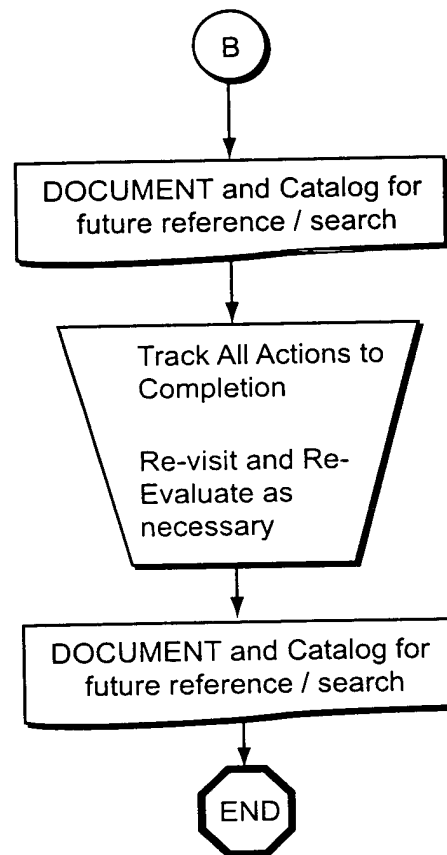 B
DOCUMENT and Catalog for
future reference / search
Track All Actions to
Completion
Re-visit and Re-
Evaluate as
necessary
DOCUMENT and Catalog for
future reference / search
END